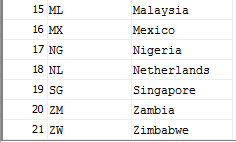 15 ML Malaysia
16 MX Mexico
17 NG Nigeria
18 NL Netherlands
19 SG Singapore
20 ZM Zambia
21 ZW Zimbabwe